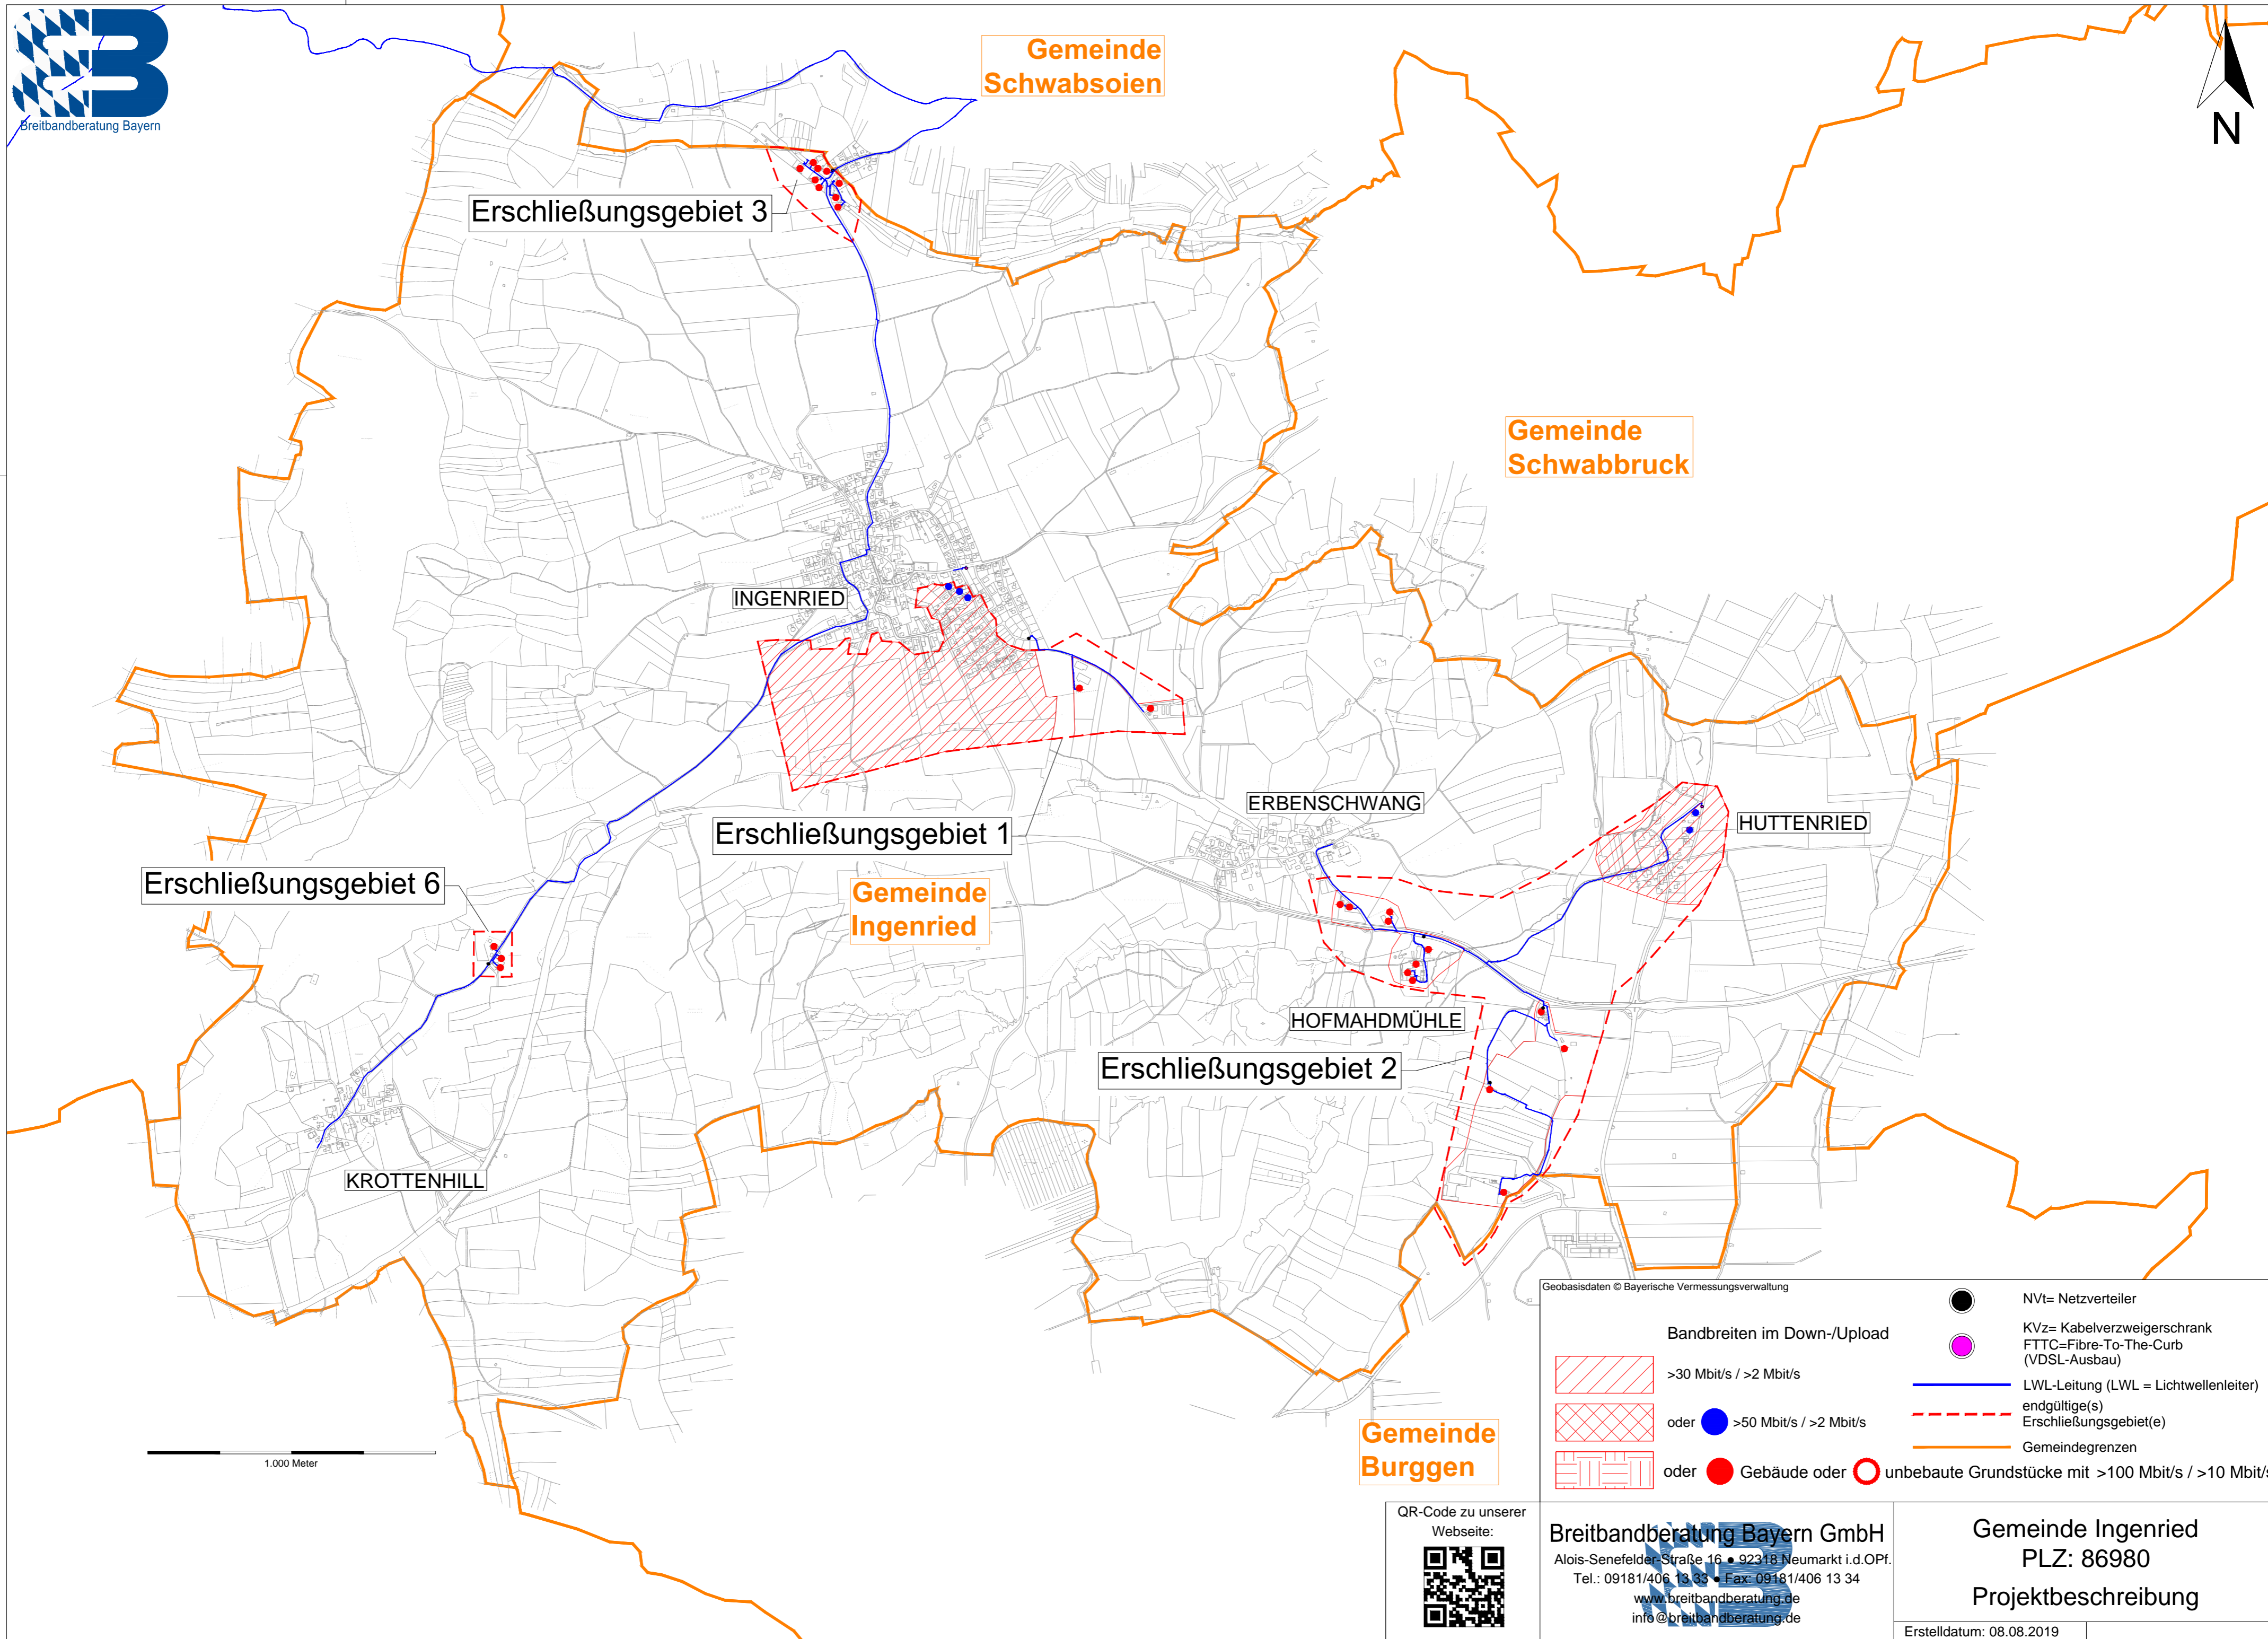 Breitbandberatung Bayern
Gemeinde
Schwabsoien
N
Erschließungsgebiet 3
Gemeinde
Schwabbruck
INGENRIED
ERBENSCHWANG
HUTTENRIED
Erschließungsgebiet 1
Erschließungsgebiet 6
Gemeinde
Ingenried
HOFMAHDMÜHLE
Erschließungsgebiet 2
KROTTENHILL
1.000 Meter
Gemeinde
Burggen
Geobasisdaten © Bayerische Vermessungsverwaltung
Bandbreiten im Down-/Upload
>30 Mbit/s / >2 Mbit/s
oder >50 Mbit/s / >2 Mbit/s
oder Gebäude oder unbebaute Grundstücke mit >100 Mbit/s / >10 Mbit/s
NVt= Netzverteiler
KVz= Kabelverzweigerschrank
FTTC=Fibre-To-The-Curb
(VDSL-Ausbau)
LWL-Leitung (LWL = Lichtwellenleiter)
endgültige(s)
Erschließungsgebiet(e)
Gemeindegrenzen
QR-Code zu unserer
Webseite:
Breitbandberatung Bayern GmbH
Alois-Senefelder-Straße 16 ● 92318 Neumarkt i.d.OPf.
Tel.: 09181/406 13 33 ● Fax: 09181/406 13 34
www.breitbandberatung.de
info@breitbandberatung.de
Gemeinde Ingenried
PLZ: 86980
Projektbeschreibung
Erstelldatum: 08.08.2019